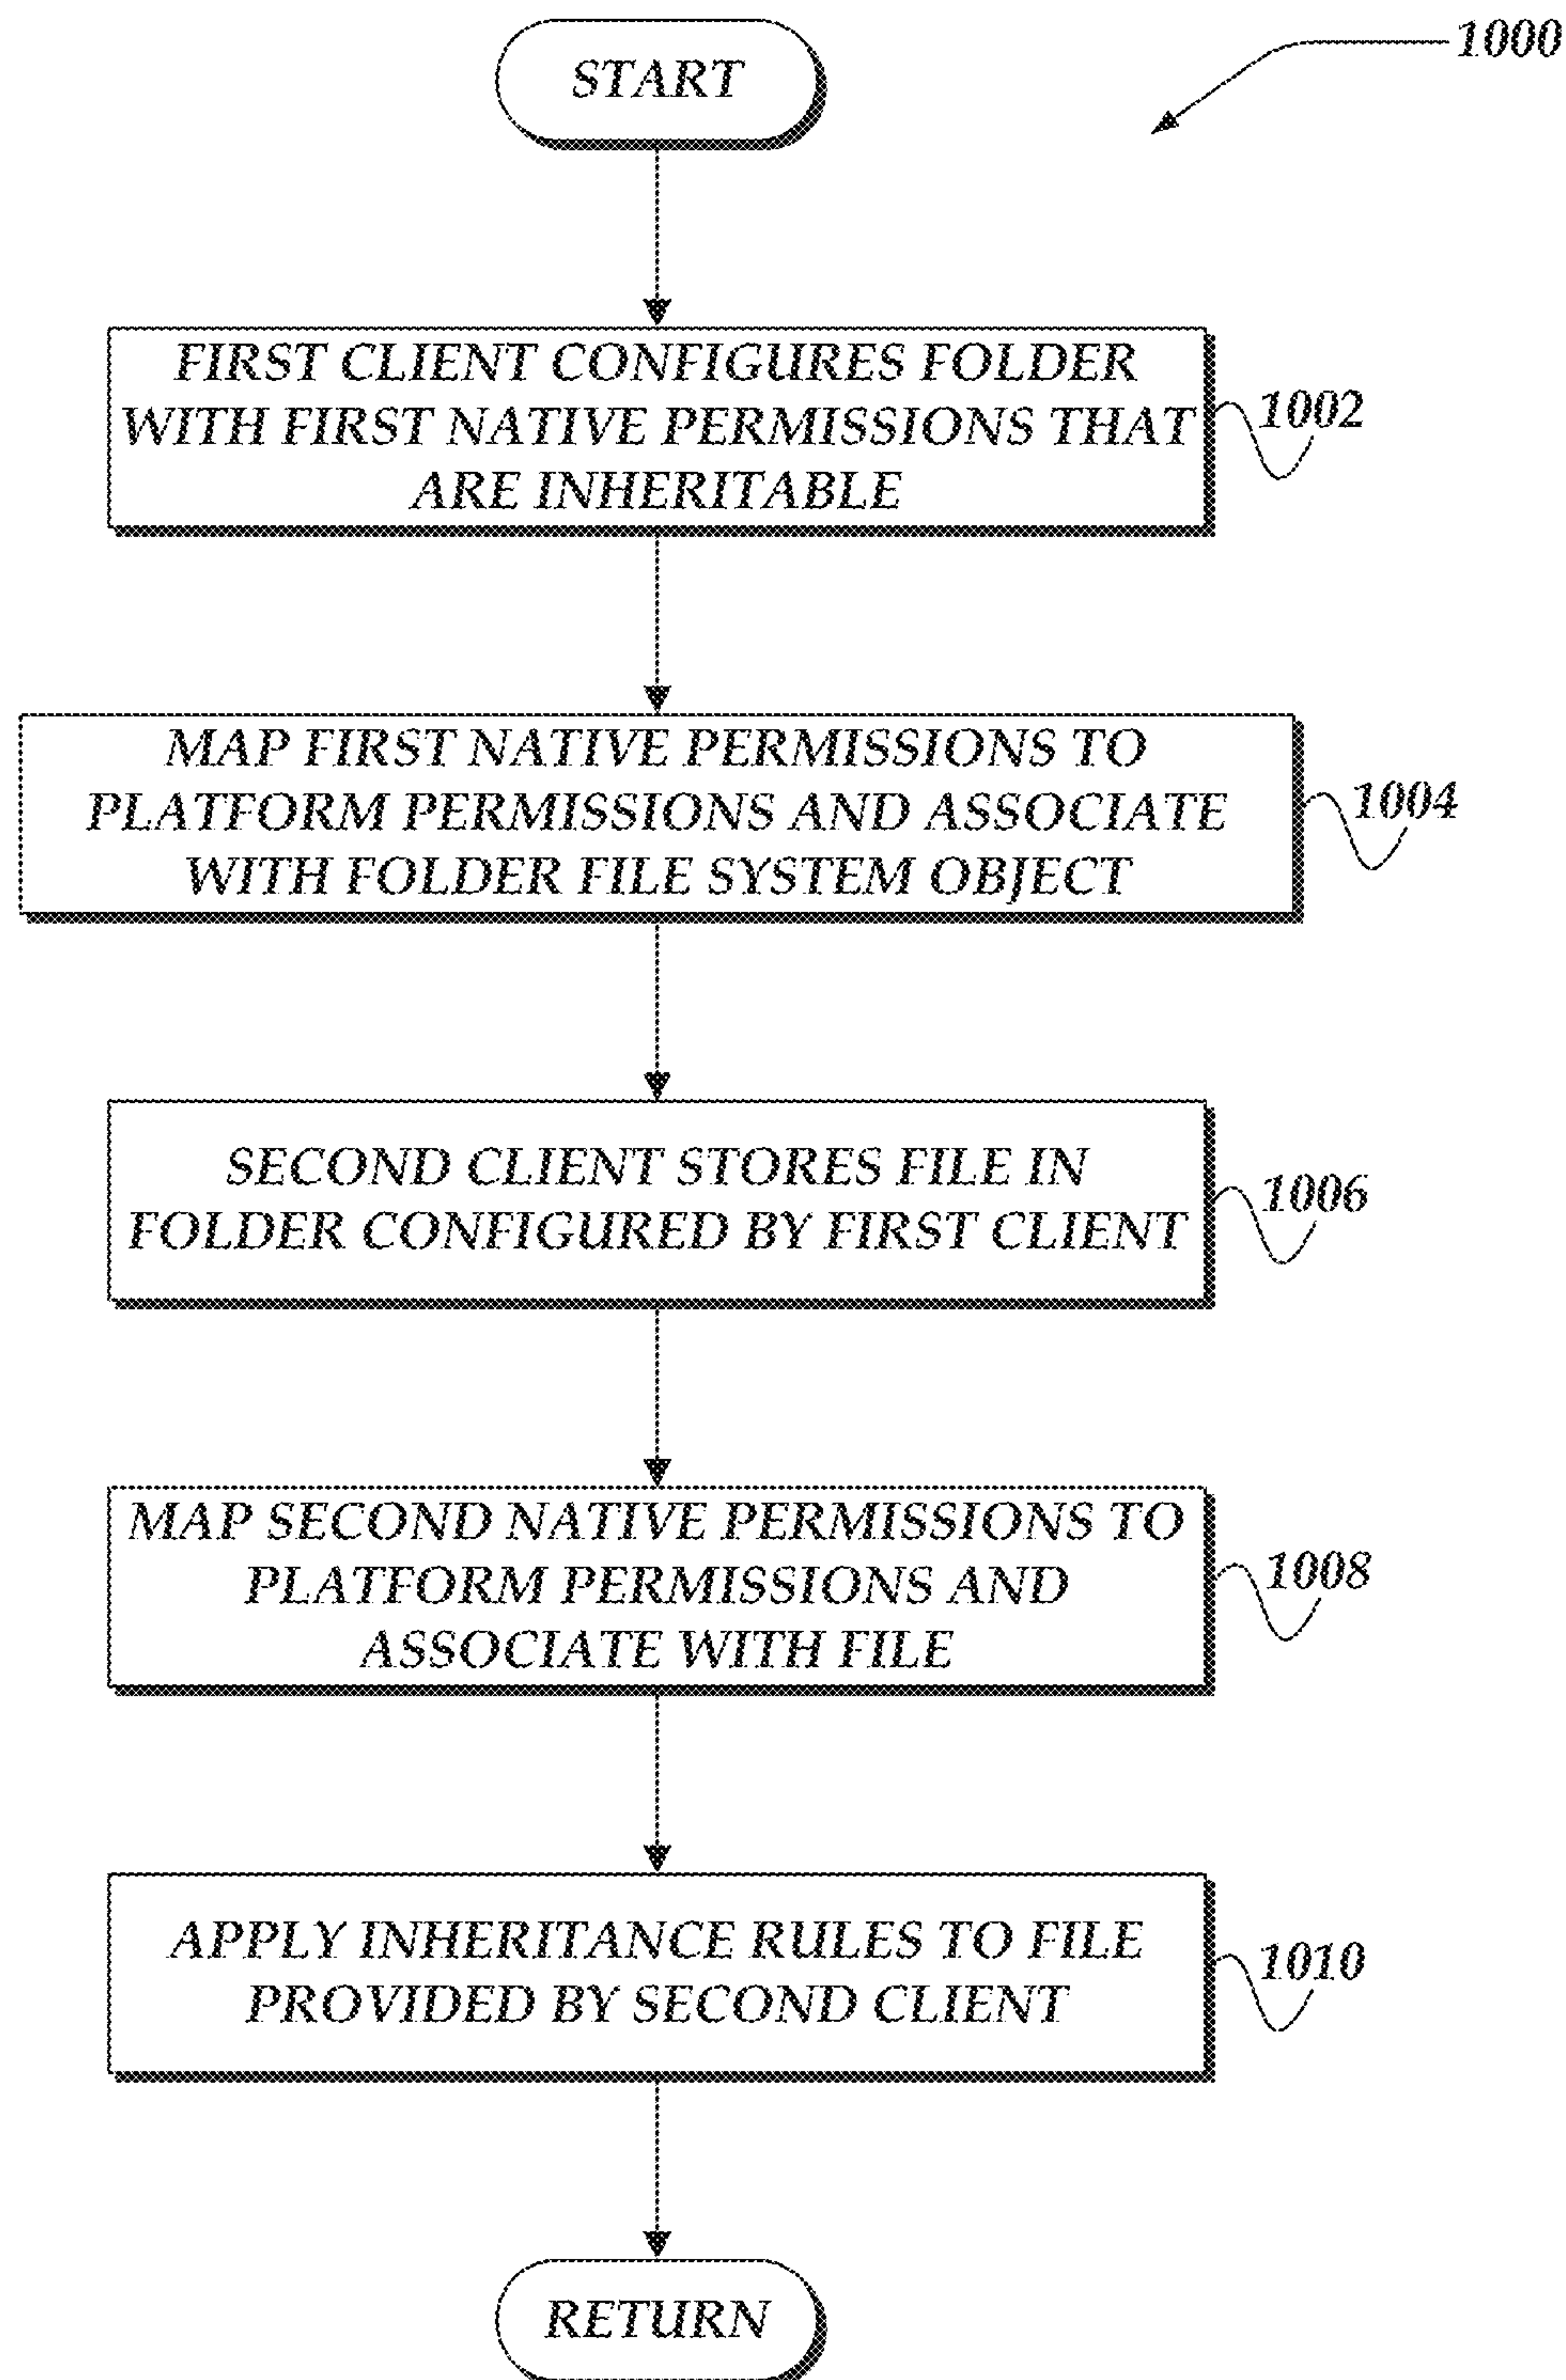 1000
START
FIRST CLIENT CONFIGURES FOLDER
WITH FIRST NATIVE PERMISSIONS THAT
ARE INHERITABLE
1002
MAP FIRST NATIVE PERMISSIONS TO
PLATFORM PERMISSIONS AND ASSOCIATE
WITH FOLDER FILE SYSTEM OBJECT
1004
SECOND CLIENT STORES FILE IN
FOLDER CONFIGURED BY FIRST CLIENT
1006
MAP SECOND NATIVE PERMISSIONS TO
PLATFORM PERMISSIONS AND
ASSOCIATE WITH FILE
1008
APPLY INHERITANCE RULES TO FILE
PROVIDED BY SECOND CLIENT
1010
RETURN